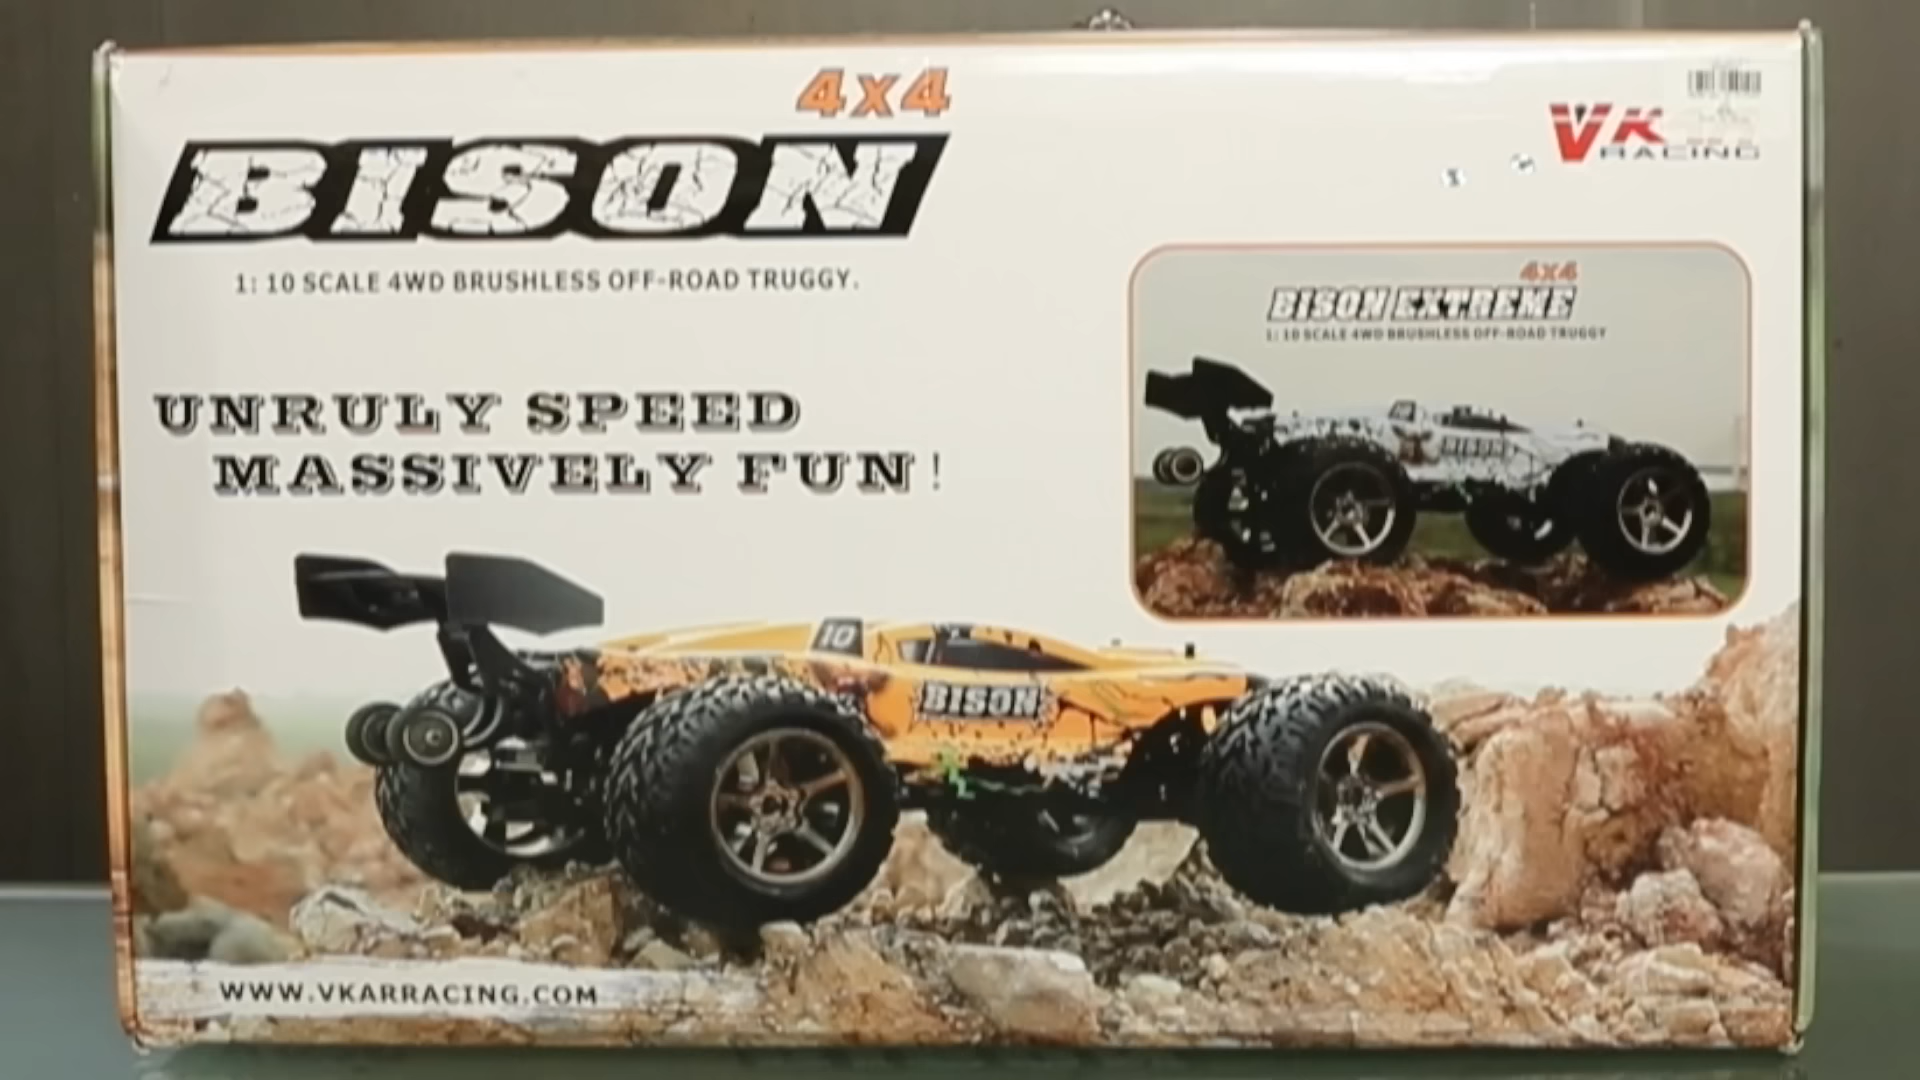 4x4
BISON
1:10 SCALE 4WD BRUSHLESS OFF-ROAD TRUGGY.
UNRULY SPEED
MASSIVELY FUN!
RACING
4x4
BISON EXTREME
1:10 SCALE 4WD BRUSHLESS OFF-ROAD TRUGGY
BISON
10
BISON
WWW.VKARRACING.COM